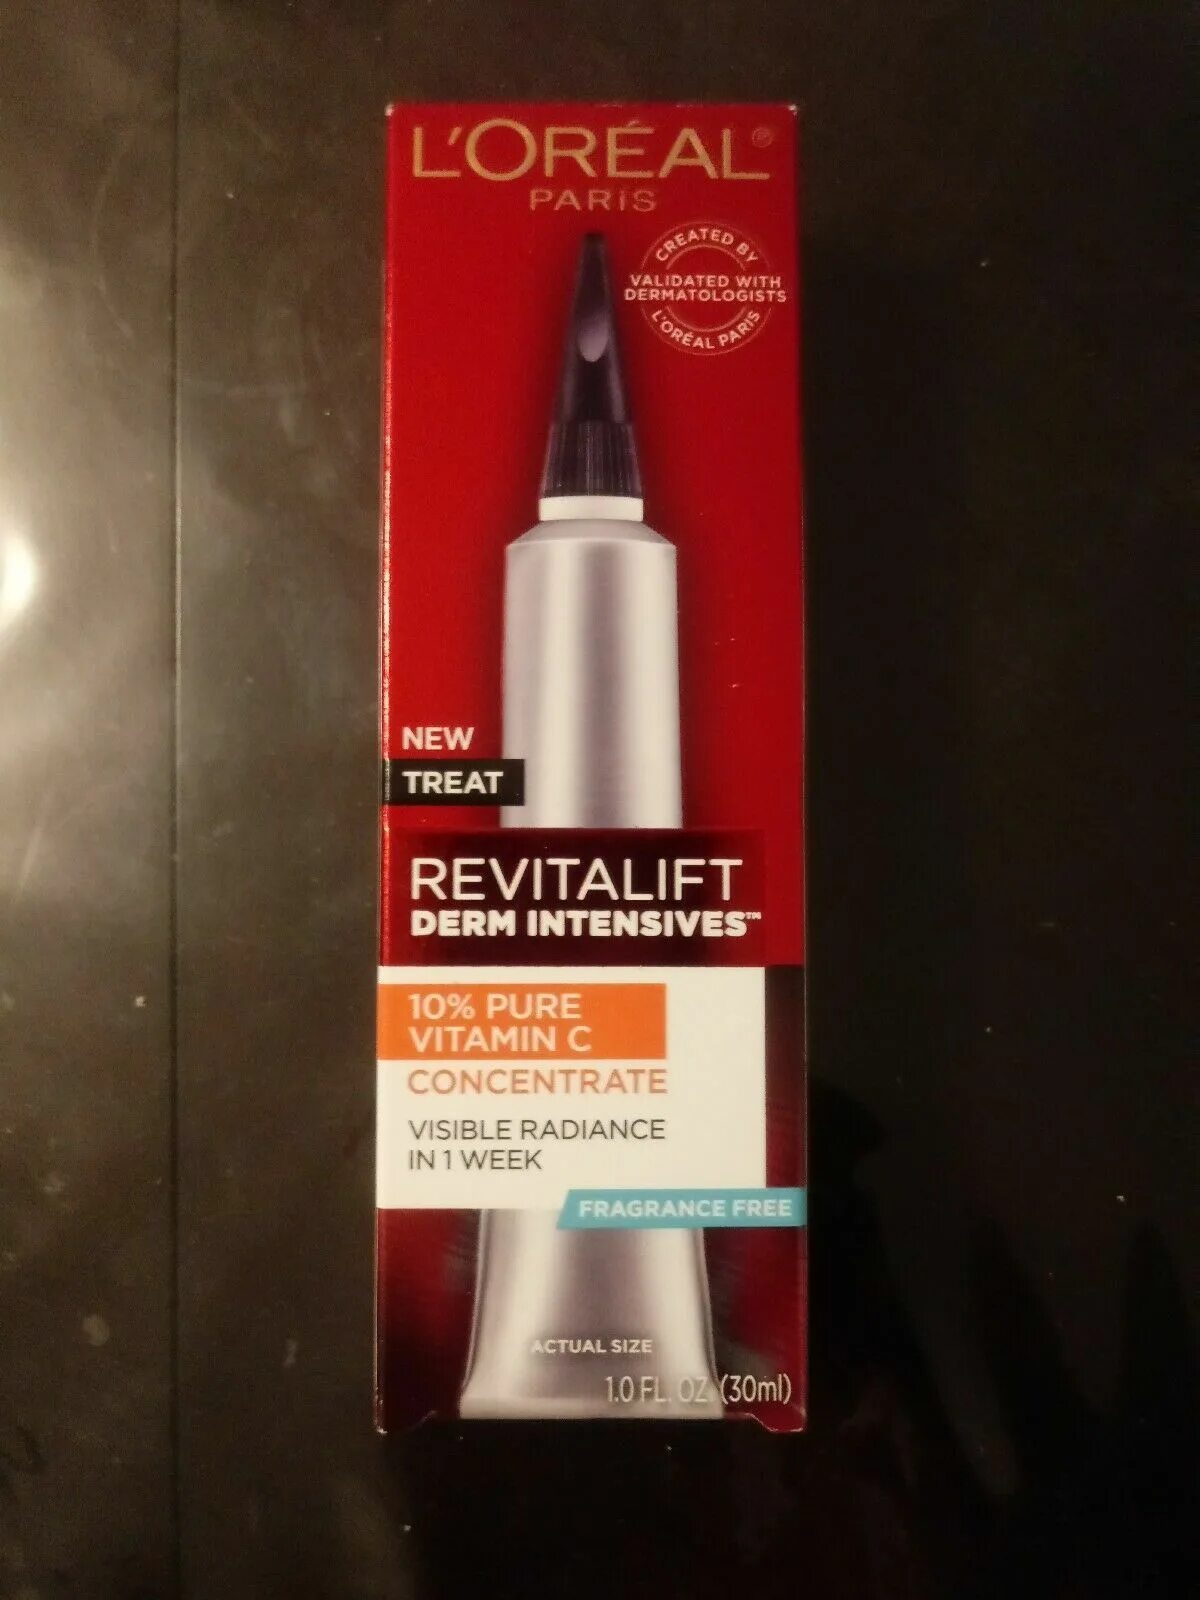 L'ORÉAL®
PARIS
CREATED BY
VALIDATED WITH
DERMATOLOGISTS
L'ORÉAL PARIS
NEW
TREAT
REVITALIFT
DERM INTENSIVES™
10% PURE
VITAMIN C
CONCENTRATE
VISIBLE RADIANCE
IN 1 WEEK
FRAGRANCE FREE
ACTUAL SIZE
1.0 FL. OZ. (30ml)